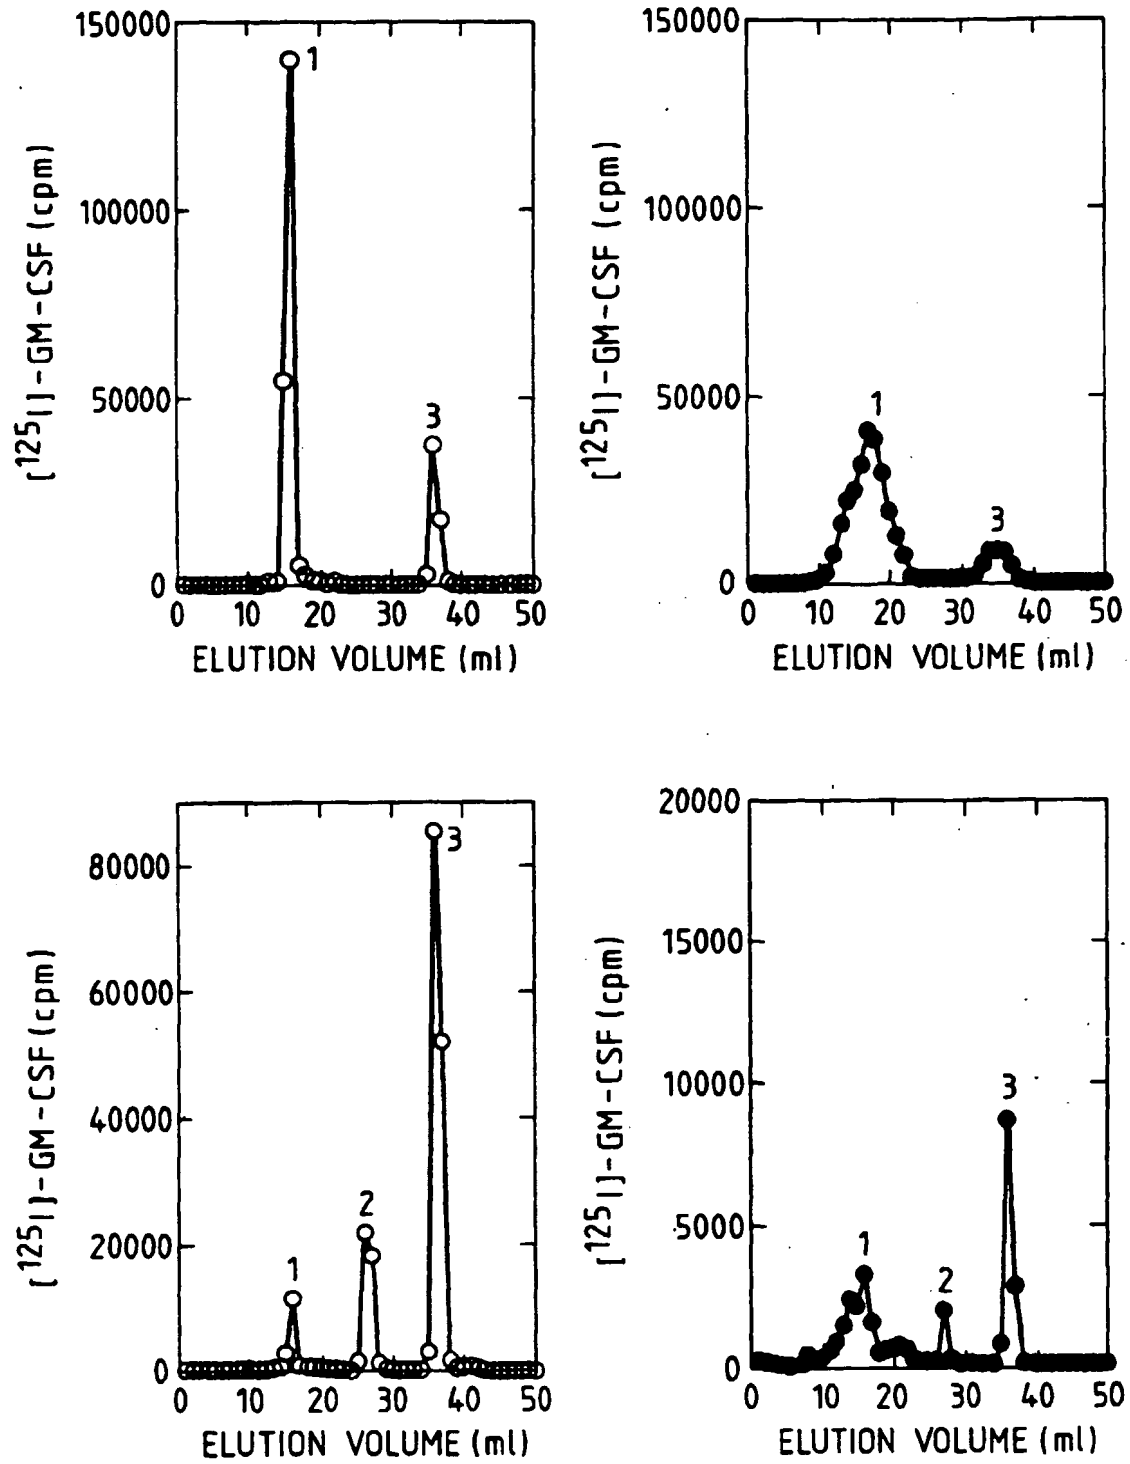 150000
100000
50000
0
[125I]-GM-CSF (cpm)
1
3
0 10 20 30 40 50
ELUTION VOLUME (ml)
150000
100000
50000
0
[125I]-GM-CSF (cpm)
1
3
0 10 20 30 40 50
ELUTION VOLUME (ml)
80000
60000
40000
20000
0
[125I]-GM-CSF (cpm)
1
2
3
0 10 20 30 40 50
ELUTION VOLUME (ml)
20000
15000
10000
5000
0
[125I]-GM-CSF (cpm)
1
2
3
0 10 20 30 40 50
ELUTION VOLUME (ml)